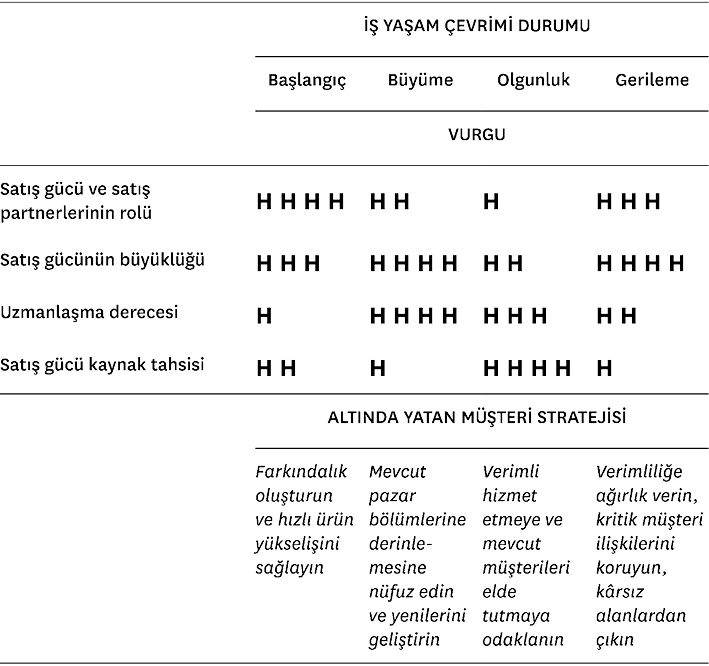 İŞ YAŞAM ÇEVRİMİ DURUMU
Başlangıç Büyüme Olgunluk Gerileme
VURGU
Satış gücü ve satış
partnerlerinin rolü H H H H H H H H H H
Satış gücünün büyüklüğü H H H H H H H H H H H H H
Uzmanlaşma derecesi H H H H H H H H H H
Satış gücü kaynak tahsisi H H H H H H H H
ALTINDA YATAN MÜŞTERİ STRATEJİSİ
Farkındalık
oluşturun
ve hızlı ürün
yükselişini
sağlayın
Mevcut
pazar
bölümlerine
derinle-
mesine
nüfuz edin
ve yenilerini
geliştirin
Verimli
hizmet
etmeye ve
mevcut
müşterileri
elde
tutmaya
odaklanın
Verimliliğe
ağırlık verin,
kritik müşteri
ilişkilerini
koruyun,
kârsız
alanlardan
çıkın